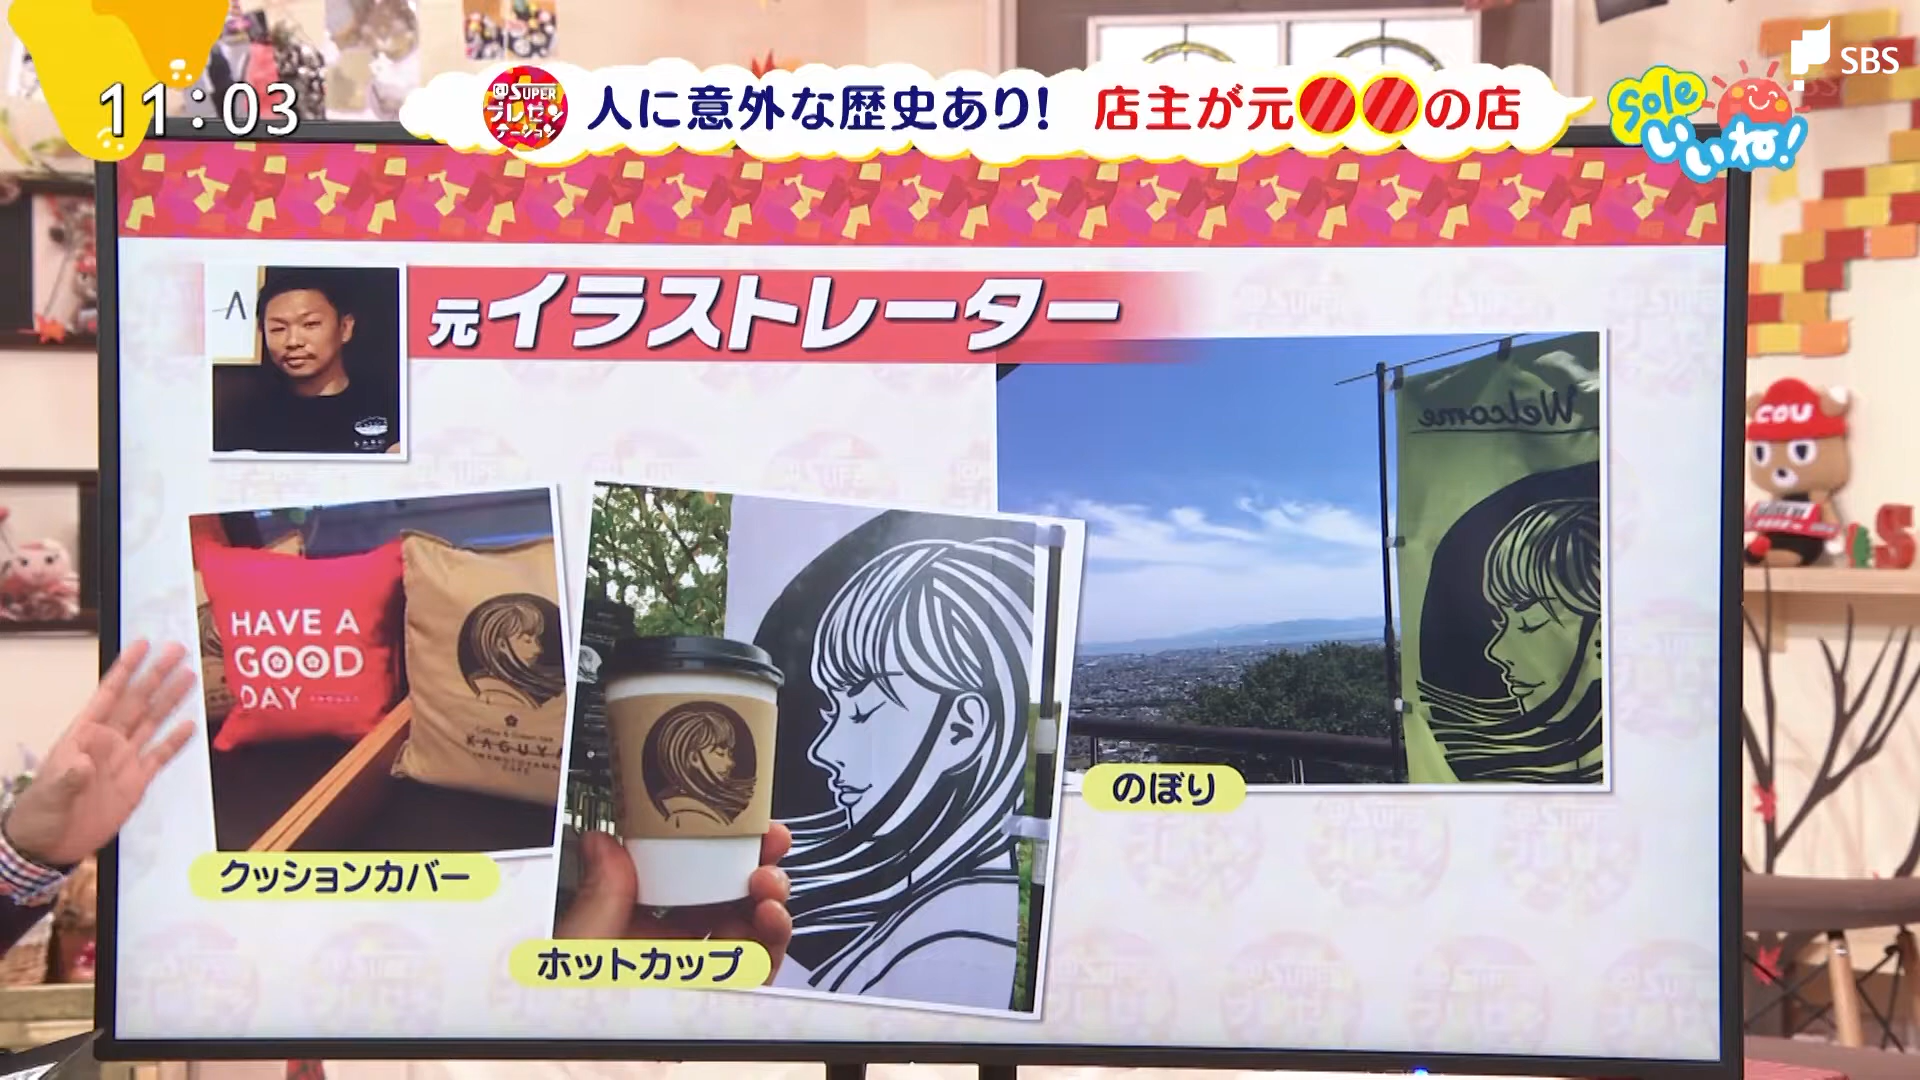 11:03
@SUPER
プレゼン
テーション
人に意外な歴史あり! 店主が元●●の店
SBS
Sole
いいね!
元イラストレーター
Welcome
COU
HAVE A
GOOD
DAY
KAGUYA
CAFE
のぼり
クッションカバー
ホットカップ